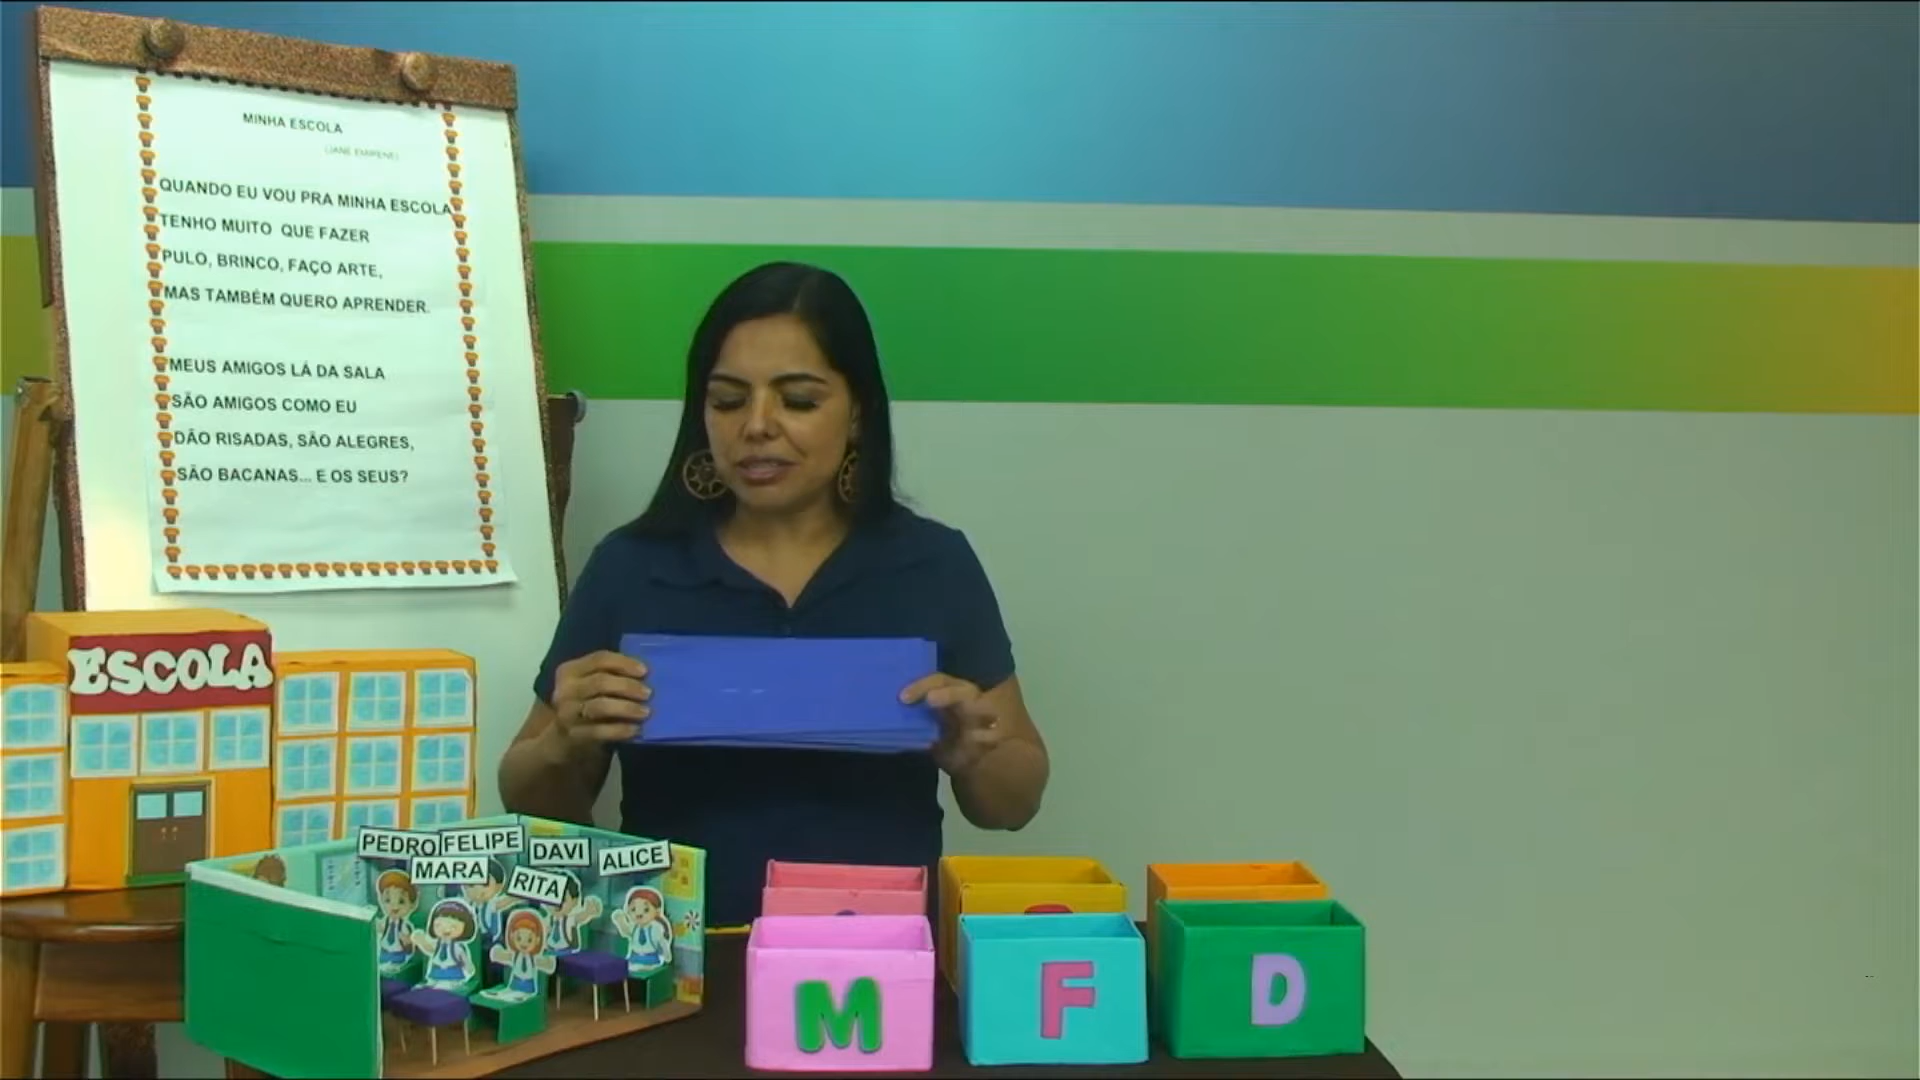 MINHA ESCOLA
QUANDO EU VOU PRA MINHA ESCOLA
TENHO MUITO QUE FAZER
PULO, BRINCO, FAÇO ARTE,
MAS TAMBÉM QUERO APRENDER.
MEUS AMIGOS LÁ DA SALA
SÃO AMIGOS COMO EU
DÃO RISADAS, SÃO ALEGRES,
SÃO BACANAS... E OS SEUS?
ESCOLA
PEDRO FELIPE DAVI ALICE
MARA RITA
M F D